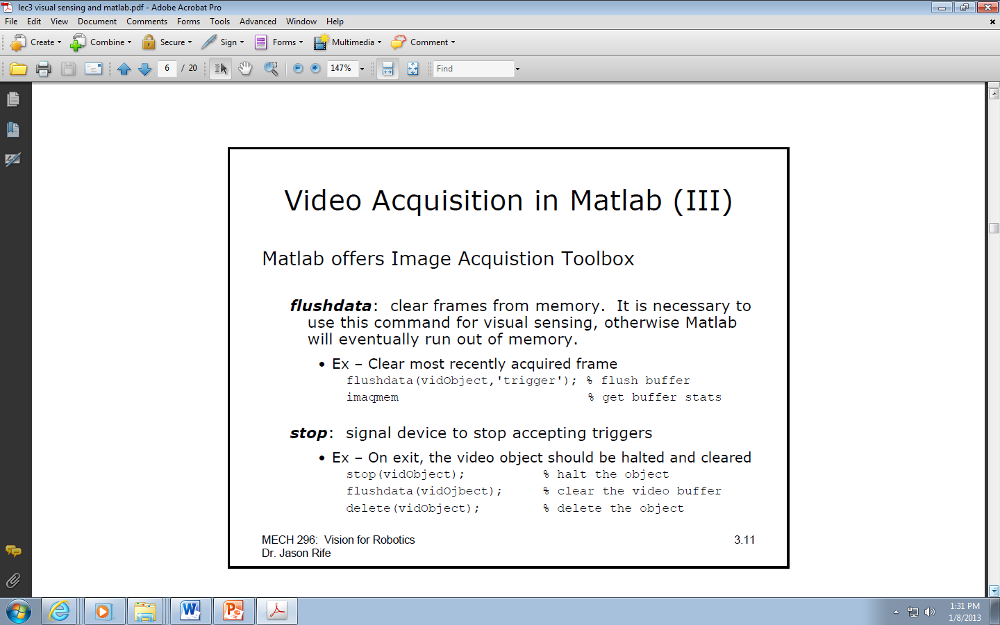 lec3 visual sensing and matlab.pdf - Adobe Acrobat Pro
File Edit View Document Comments Forms Tools Advanced Window Help
Create Combine Secure Sign Forms Multimedia Comment
6 / 20 147% Find
Video Acquisition in Matlab (III)
Matlab offers Image Acquistion Toolbox
flushdata: clear frames from memory. It is necessary to
use this command for visual sensing, otherwise Matlab
will eventually run out of memory.
• Ex – Clear most recently acquired frame
flushdata(vidObject,'trigger'); % flush buffer
imaqmem % get buffer stats
stop: signal device to stop accepting triggers
• Ex – On exit, the video object should be halted and cleared
stop(vidObject); % halt the object
flushdata(vidOjbect); % clear the video buffer
delete(vidObject); % delete the object
MECH 296: Vision for Robotics 3.11
Dr. Jason Rife
1:31 PM
1/8/2013